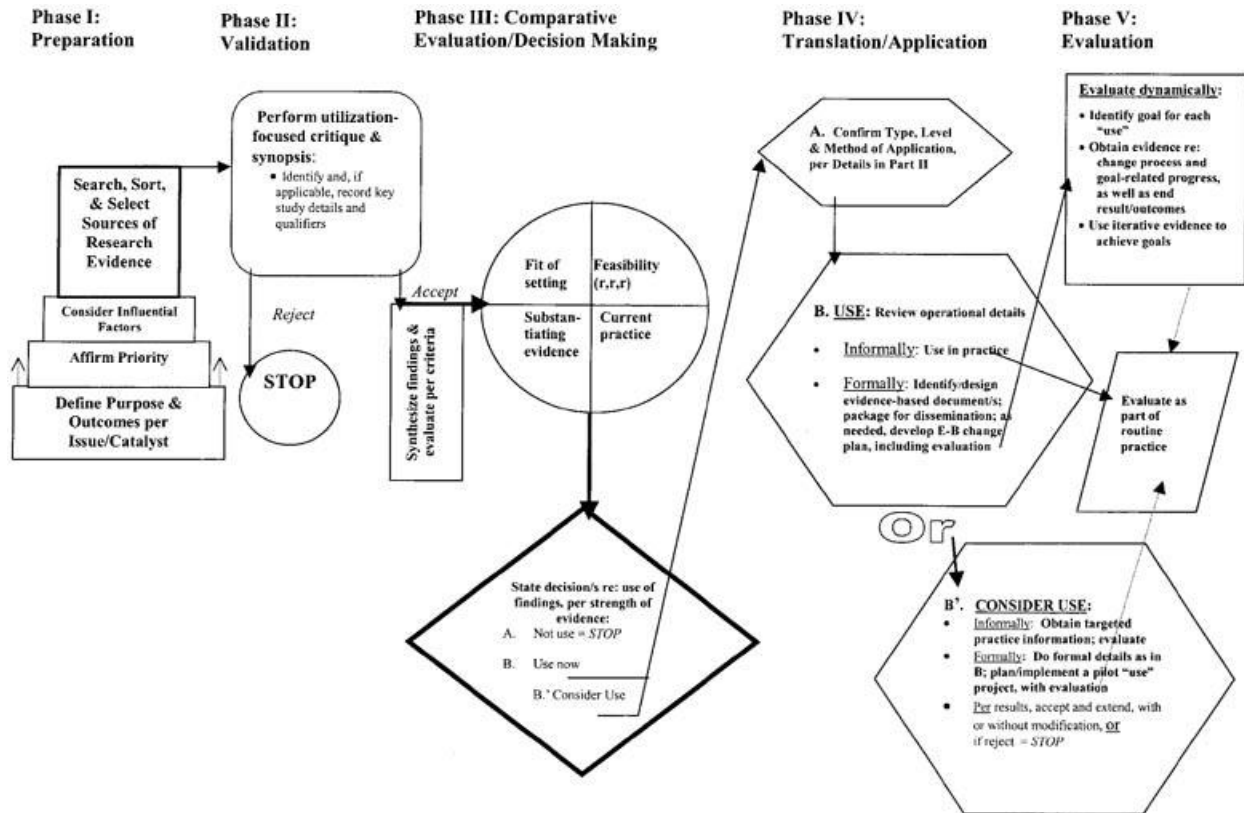 Phase I:
Preparation
Phase II:
Validation
Phase III: Comparative
Evaluation/Decision Making
Phase IV:
Translation/Application
Phase V:
Evaluation
Search, Sort,
& Select
Sources of
Research
Evidence
Consider Influential
Factors
Affirm Priority
Define Purpose &
Outcomes per
Issue/Catalyst
Perform utilization-
focused critique &
synopsis:
• Identify and, if
applicable, record key
study details and
qualifiers
Reject
STOP
Accept
Synthesize findings &
evaluate per criteria
Fit of
setting
Feasibility
(r,r,r)
Substan-
tiating
evidence
Current
practice
State decision/s re: use of
findings, per strength of
evidence:
A. Not use = STOP
B. Use now
B.' Consider Use
A. Confirm Type, Level
& Method of Application,
per Details in Part II
B. USE: Review operational details
• Informally: Use in practice
• Formally: Identify/design
evidence-based document/s;
package for dissemination; as
needed, develop E-B change
plan, including evaluation
Or
B'. CONSIDER USE:
• Informally: Obtain targeted
practice information; evaluate
• Formally: Do formal details as in
B; plan/implement a pilot "use"
project, with evaluation
• Per results, accept and extend, with
or without modification, or
if reject = STOP
Evaluate dynamically:
• Identify goal for each
"use"
• Obtain evidence re:
change process and
goal-related progress,
as well as end
result/outcomes
• Use iterative evidence to
achieve goals
Evaluate as
part of
routine
practice